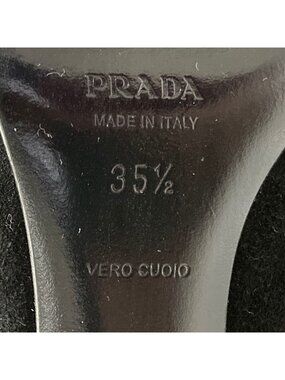 PRADA
MADE IN ITALY
35½
VERO CUOIO